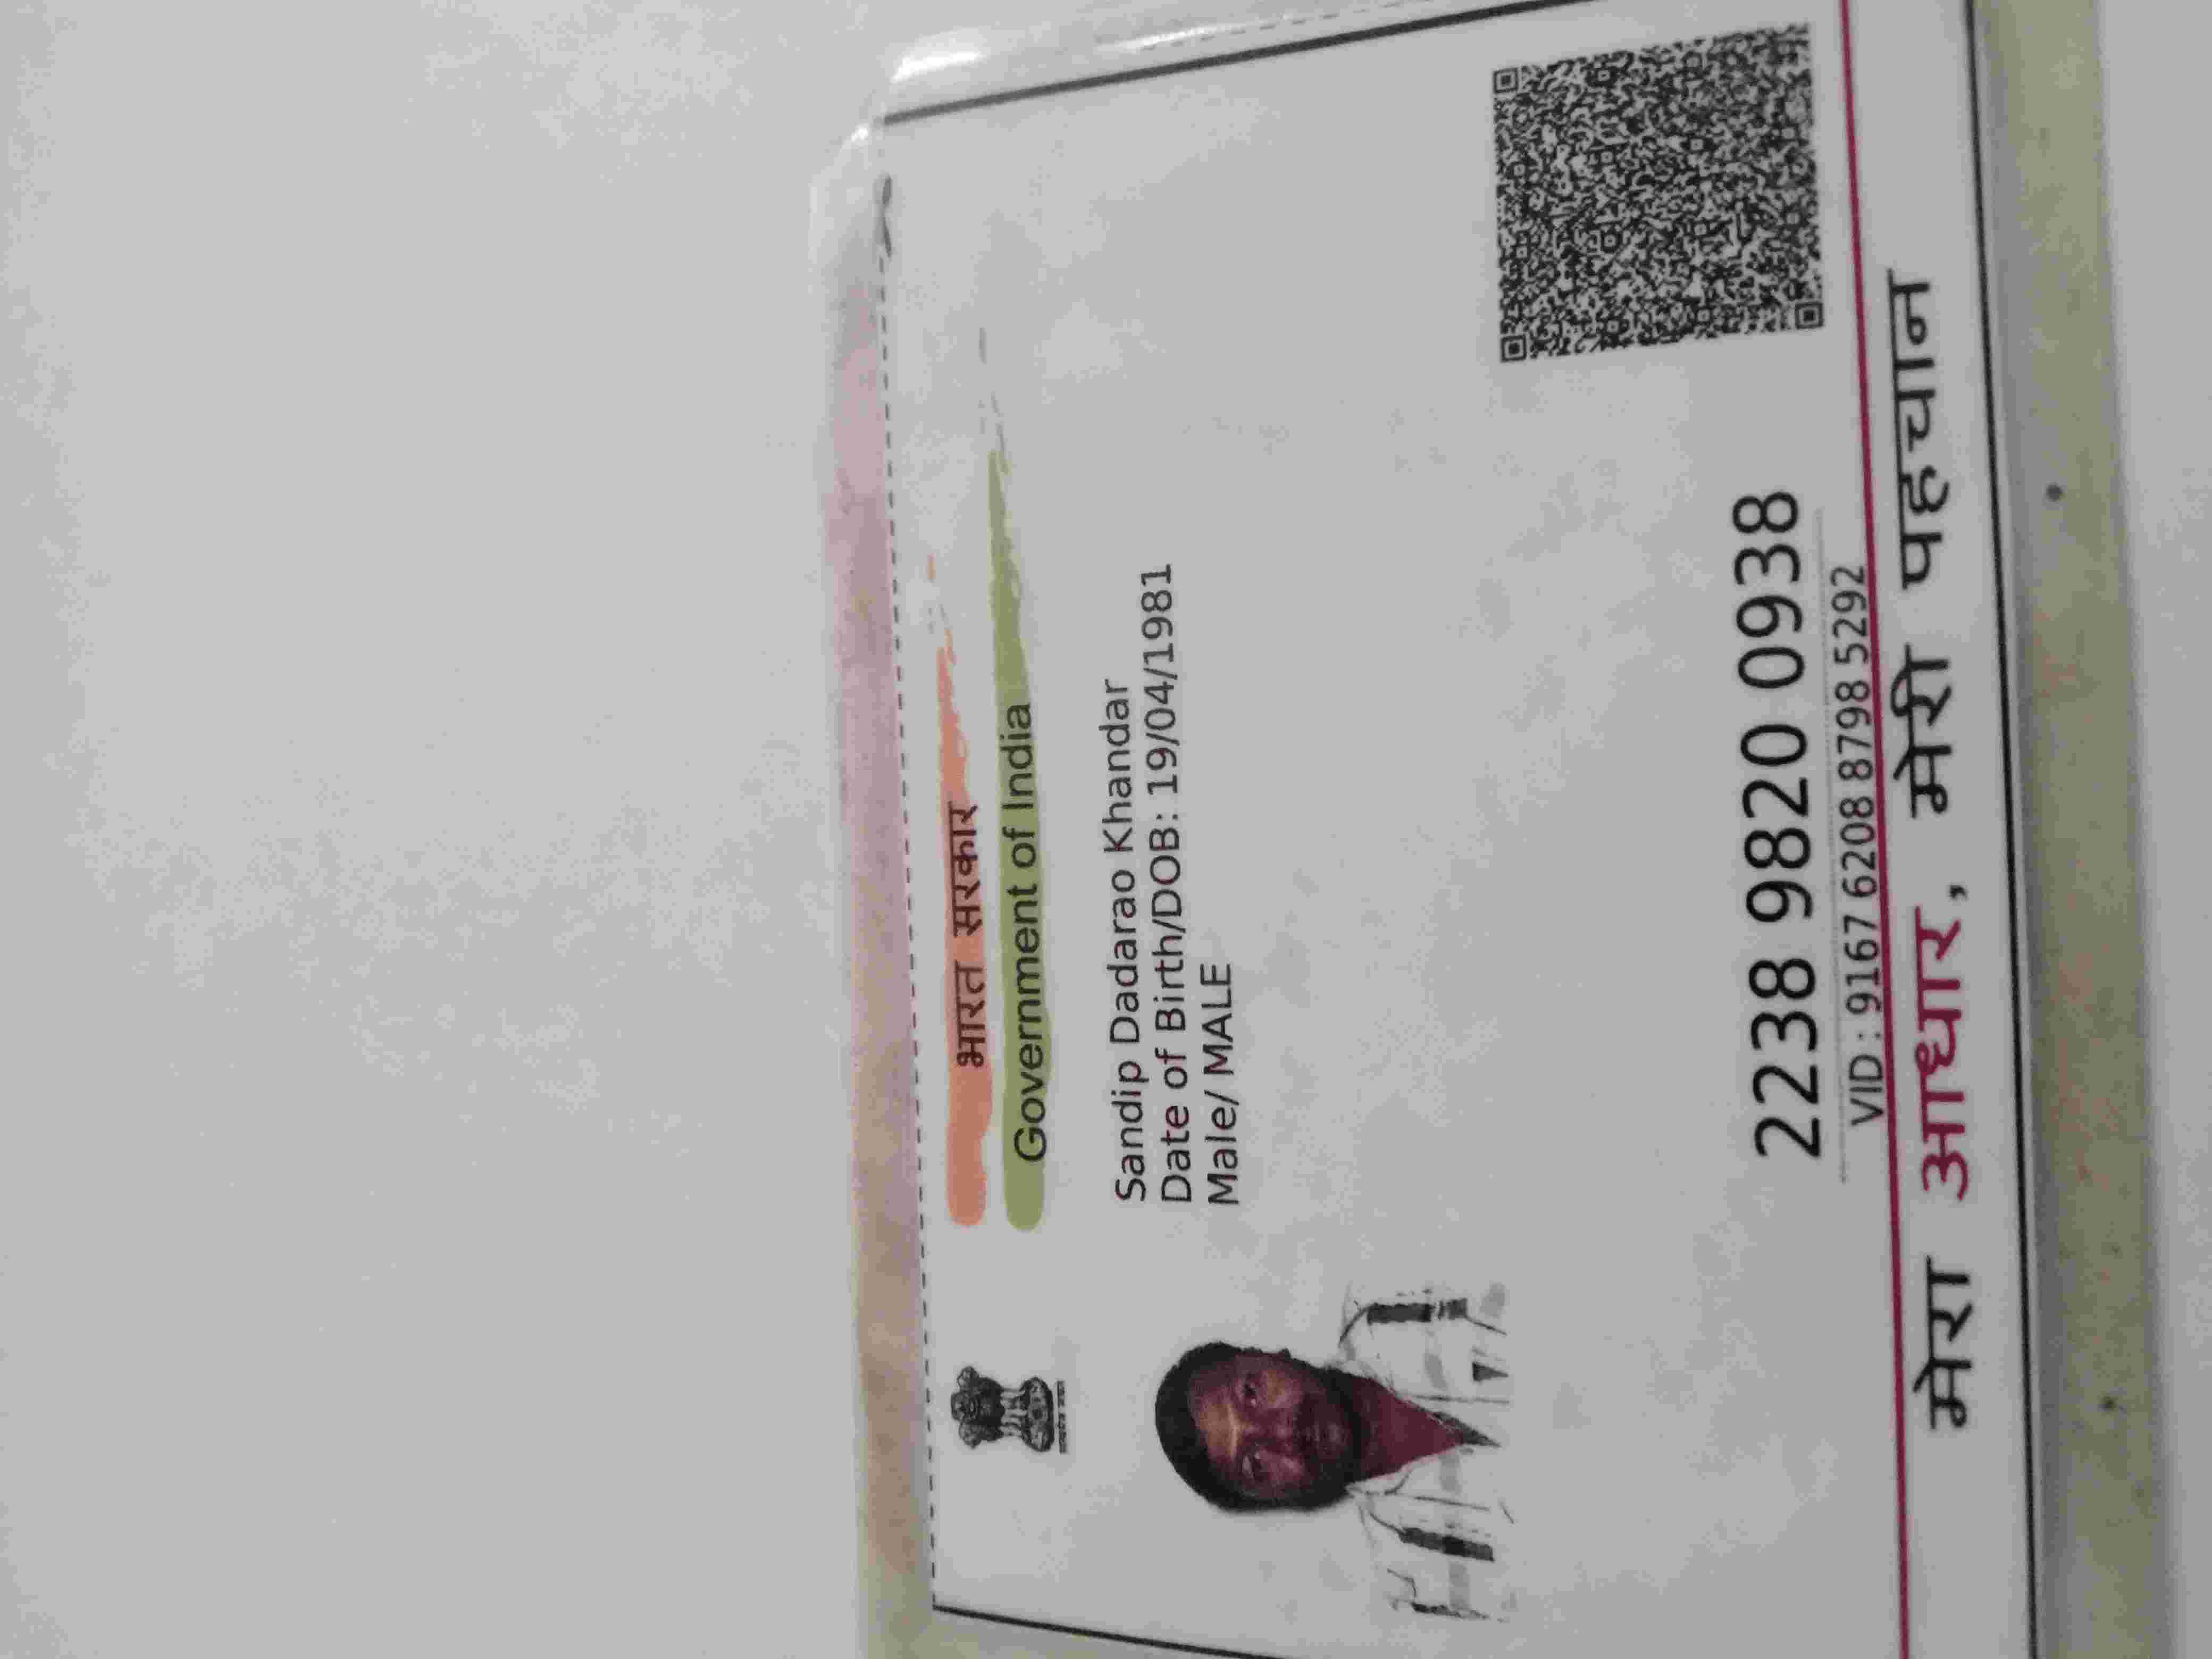 भारत सरकार
Government of India
Sandip Dadarao Khandar
Date of Birth/DOB: 19/04/1981
Male/ MALE
2238 9820 0938
VID : 9167 6208 8798 5292
मेरा आधार, मेरी पहचान